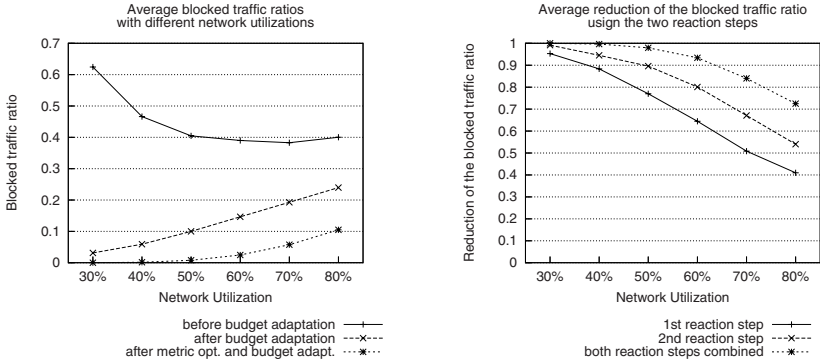 Average blocked traffic ratios
with different network utilizations
0.7
0.6
0.5
0.4
0.3
0.2
0.1
0
Blocked traffic ratio
30% 40% 50% 60% 70% 80%
Network Utilization
before budget adaptation
after budget adaptation
after metric opt. and budget adapt.
Average reduction of the blocked traffic ratio
usign the two reaction steps
1
0.9
0.8
0.7
0.6
0.5
0.4
0.3
0.2
0.1
0
Reduction of the blocked traffic ratio
30% 40% 50% 60% 70% 80%
Network Utilization
1st reaction step
2nd reaction step
both reaction steps combined